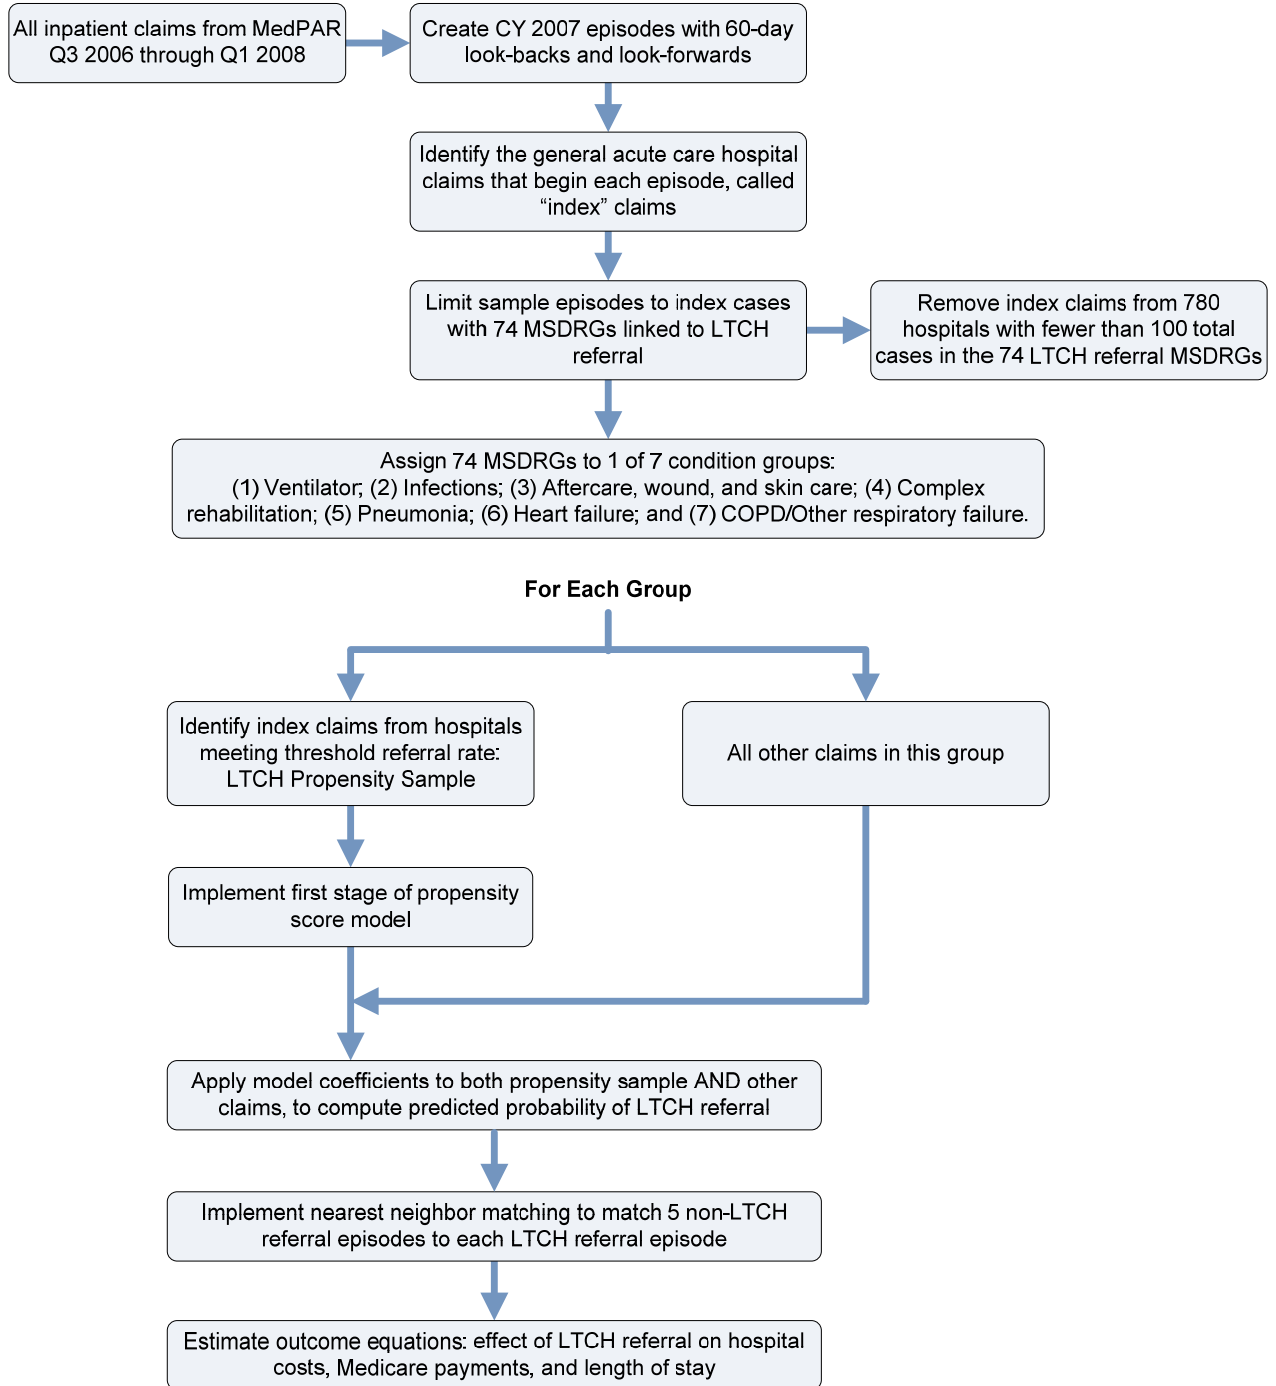 All inpatient claims from MedPAR
Q3 2006 through Q1 2008
Create CY 2007 episodes with 60-day
look-backs and look-forwards
Identify the general acute care hospital
claims that begin each episode, called
“index” claims
Limit sample episodes to index cases
with 74 MSDRGs linked to LTCH
referral
Remove index claims from 780
hospitals with fewer than 100 total
cases in the 74 LTCH referral MSDRGs
Assign 74 MSDRGs to 1 of 7 condition groups:
(1) Ventilator; (2) Infections; (3) Aftercare, wound, and skin care; (4) Complex
rehabilitation; (5) Pneumonia; (6) Heart failure; and (7) COPD/Other respiratory failure.
For Each Group
Identify index claims from hospitals
meeting threshold referral rate:
LTCH Propensity Sample
All other claims in this group
Implement first stage of propensity
score model
Apply model coefficients to both propensity sample AND other
claims, to compute predicted probability of LTCH referral
Implement nearest neighbor matching to match 5 non-LTCH
referral episodes to each LTCH referral episode
Estimate outcome equations: effect of LTCH referral on hospital
costs, Medicare payments, and length of stay